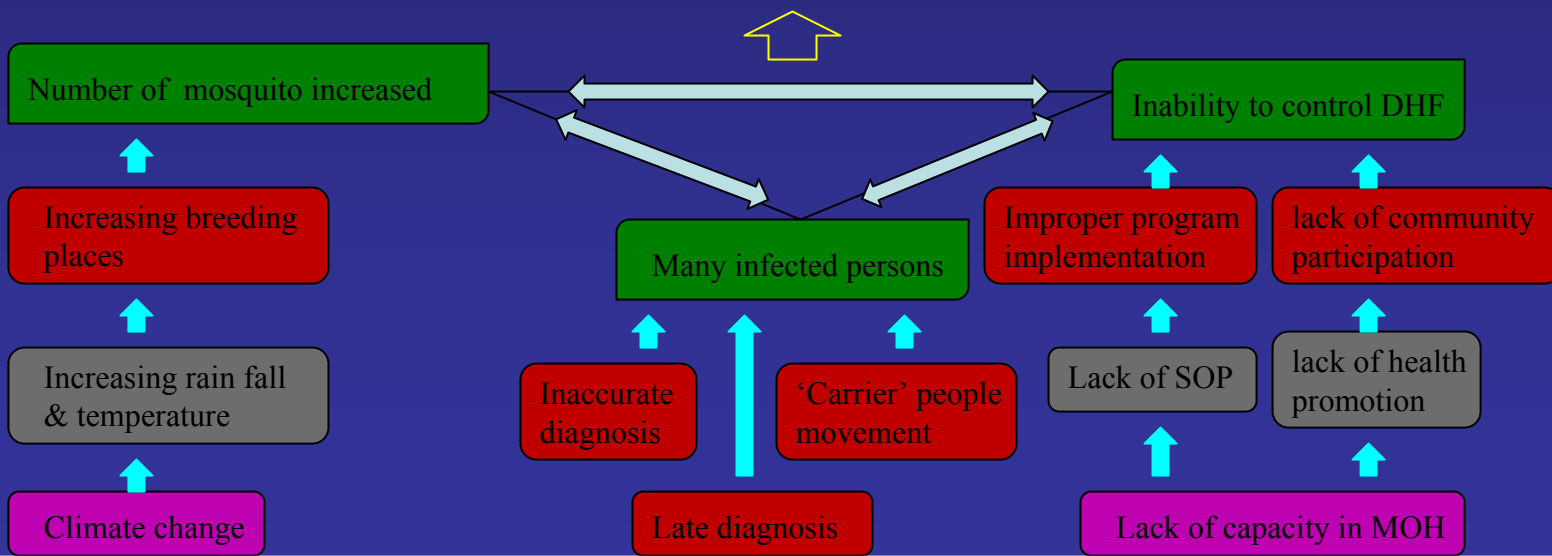 Number of mosquito increased
Inability to control DHF
Increasing breeding
places
Many infected persons
Improper program
implementation
lack of community
participation
Increasing rain fall
& temperature
Inaccurate
diagnosis
‘Carrier’ people
movement
Lack of SOP
lack of health
promotion
Climate change
Late diagnosis
Lack of capacity in MOH